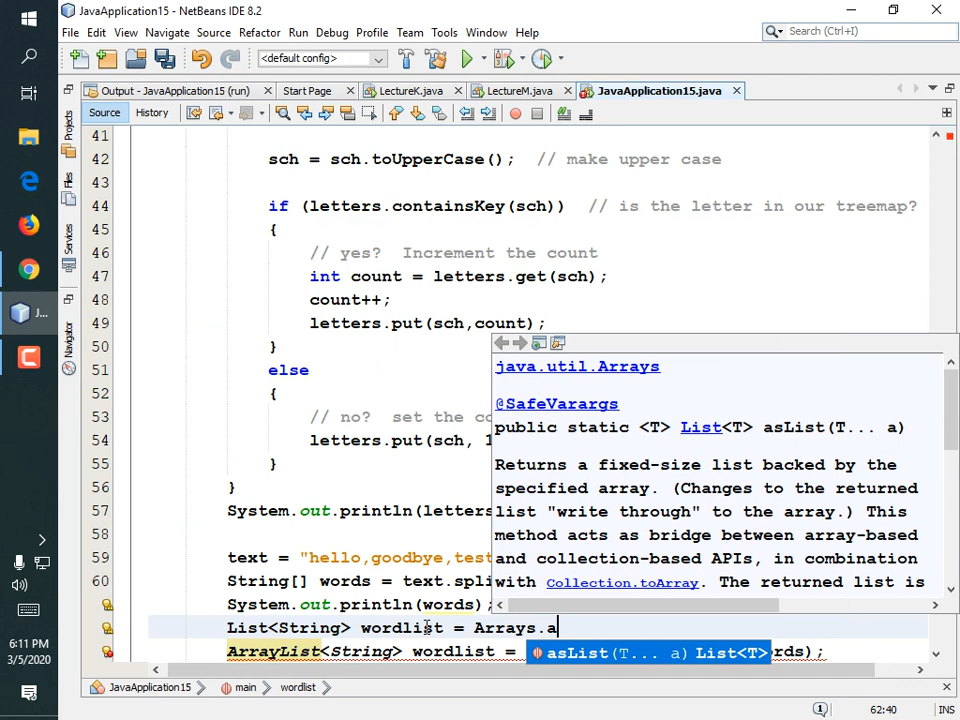 JavaApplication15 - NetBeans IDE 8.2
File Edit View Navigate Source Refactor Run Debug Profile Team Tools Window Help
Search (Ctrl+I)
<default config>
Output - JavaApplication15 (run) Start Page LectureK.java LectureM.java JavaApplication15.java
Source History
Projects
Files
Services
Navigator
41
42 sch = sch.toUpperCase(); // make upper case
43
44 if (letters.containsKey(sch)) // is the letter in our treemap?
45 {
46 // yes? Increment the count
47 int count = letters.get(sch);
48 count++;
49 letters.put(sch,count);
50 }
51 else
52 {
53 // no? set the co
54 letters.put(sch, 1
55 }
56 }
57 System.out.println(letters
58
59 text = "hello,goodbye,test
60 String[] words = text.spli
System.out.println(words);
List<String> wordlist = Arrays.a
ArrayList<String> wordlist = rds);
java.util.Arrays
@SafeVarargs
public static <T> List<T> asList(T... a)
Returns a fixed-size list backed by the
specified array. (Changes to the returned
list "write through" to the array.) This
method acts as bridge between array-based
and collection-based APIs, in combination
with Collection.toArray. The returned list is
asList(T... a) List<T>
JavaApplication15 main wordlist
62:40 INS
J...
6:11 PM
3/5/2020